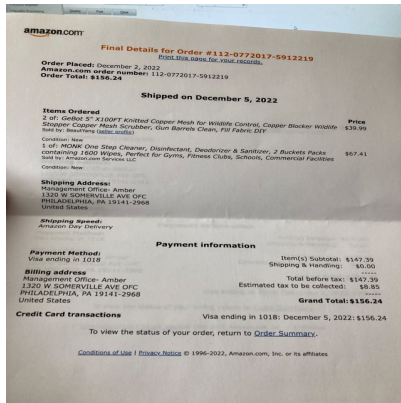 amazon.com
Final Details for Order #112-0772017-5912219
Print this page for your records.
Order Placed: December 2, 2022
Amazon.com order number: 112-0772017-5912219
Order Total: $156.24
Shipped on December 5, 2022
Items Ordered Price
2 of: GeBot 5" X100FT Knitted Copper Mesh for Wildlife Control, Copper Blocker Wildlife $39.99
Stopper Copper Mesh Scrubber, Gun Barrels Clean, Fill Fabric DIY
Sold by: BeauTyang (seller profile)
Condition: New
1 of: MONK One Step Cleaner, Disinfectant, Deodorizer & Sanitizer, 2 Buckets Packs $67.41
containing 1600 Wipes, Perfect for Gyms, Fitness Clubs, Schools, Commercial Facilities
Sold by: Amazon.com Services LLC
Condition: New
Shipping Address:
Management Office- Amber
1320 W SOMERVILLE AVE OFC
PHILADELPHIA, PA 19141-2968
United States
Shipping Speed:
Amazon Day Delivery
Payment information
Payment Method:
Visa ending in 1018
Billing address
Management Office- Amber
1320 W SOMERVILLE AVE OFC
PHILADELPHIA, PA 19141-2968
United States
Item(s) Subtotal: $147.39
Shipping & Handling: $0.00
-----
Total before tax: $147.39
Estimated tax to be collected: $8.85
-----
Grand Total: $156.24
Credit Card transactions Visa ending in 1018: December 5, 2022: $156.24
To view the status of your order, return to Order Summary.
Conditions of Use | Privacy Notice © 1996-2022, Amazon.com, Inc. or its affiliates